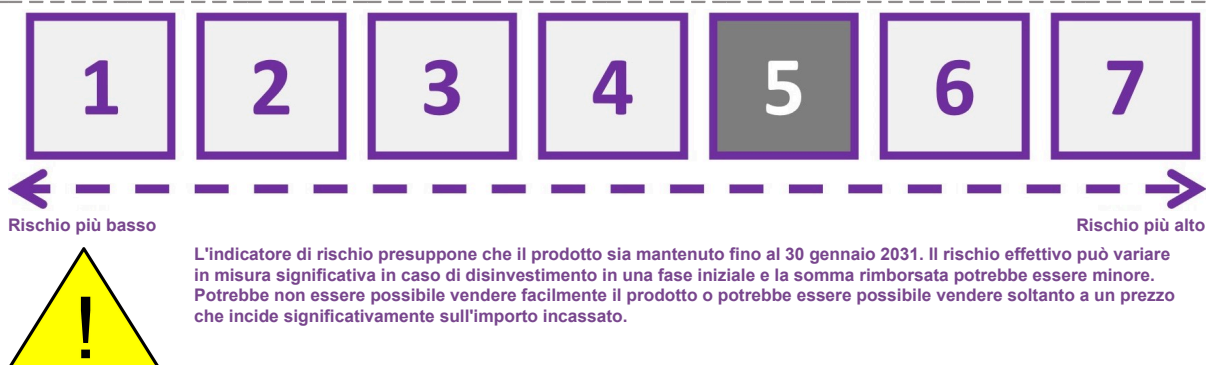 1 2 3 4 5 6 7
Rischio più basso Rischio più alto
L'indicatore di rischio presuppone che il prodotto sia mantenuto fino al 30 gennaio 2031. Il rischio effettivo può variare
in misura significativa in caso di disinvestimento in una fase iniziale e la somma rimborsata potrebbe essere minore.
Potrebbe non essere possibile vendere facilmente il prodotto o potrebbe essere possibile vendere soltanto a un prezzo
che incide significativamente sull'importo incassato.
!